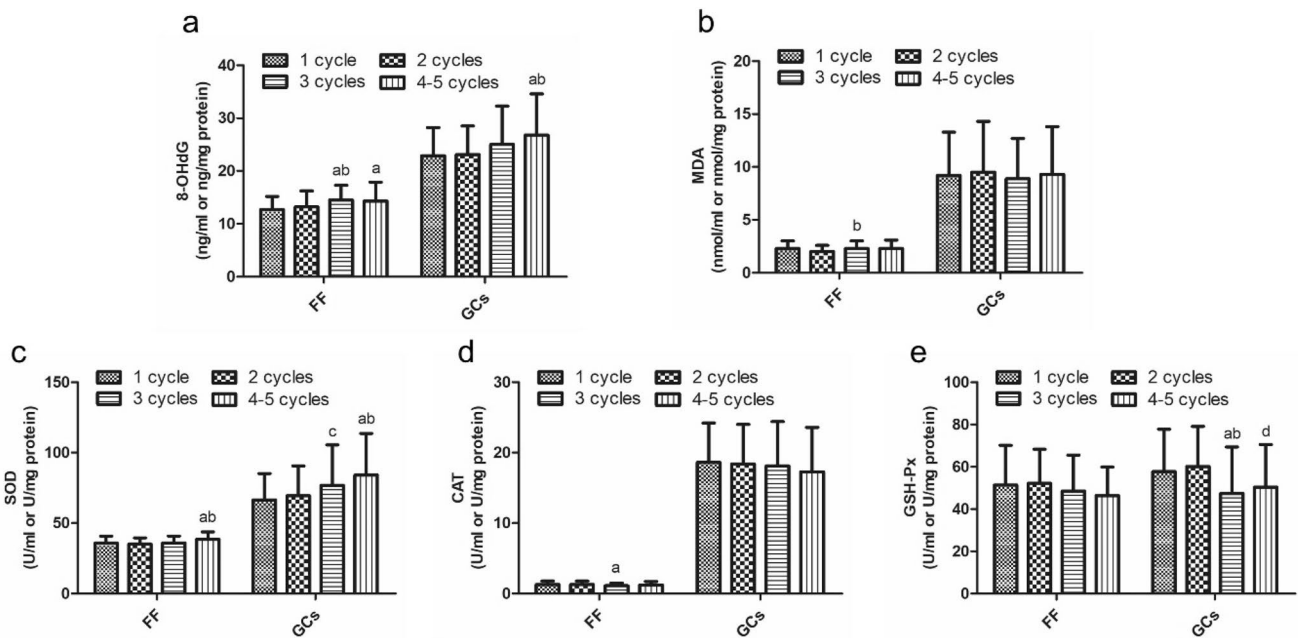 a
1 cycle 2 cycles
3 cycles 4-5 cycles
8-OHdG
(ng/ml or ng/mg protein)
40
30
20
10
0
ab a
ab
FF GCs
b
1 cycle 2 cycles
3 cycles 4-5 cycles
MDA
(nmol/ml or nmol/mg protein)
20
15
10
5
0
b
FF GCs
c
1 cycle 2 cycles
3 cycles 4-5 cycles
SOD
(U/ml or U/mg protein)
150
100
50
0
ab
c ab
FF GCs
d
1 cycle 2 cycles
3 cycles 4-5 cycles
CAT
(U/ml or U/mg protein)
30
20
10
0
a
FF GCs
e
1 cycle 2 cycles
3 cycles 4-5 cycles
GSH-Px
(U/ml or U/mg protein)
100
80
60
40
20
0
ab d
FF GCs